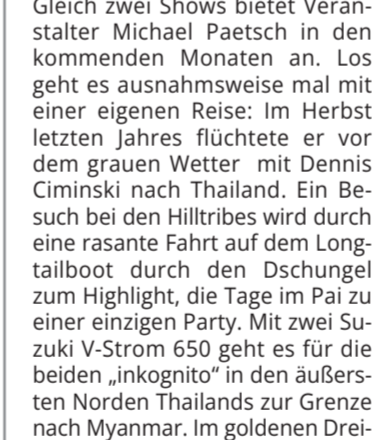 Gleich zwei Shows bietet Veran-
stalter Michael Paetsch in den
kommenden Monaten an. Los
geht es ausnahmsweise mal mit
einer eigenen Reise: Im Herbst
letzten Jahres flüchtete er vor
dem grauen Wetter mit Dennis
Ciminski nach Thailand. Ein Be-
such bei den Hilltribes wird durch
eine rasante Fahrt auf dem Long-
tailboot durch den Dschungel
zum Highlight, die Tage im Pai zu
einer einzigen Party. Mit zwei Su-
zuki V-Strom 650 geht es für die
beiden „inkognito“ in den äußers-
ten Norden Thailands zur Grenze
nach Myanmar. Im goldenen Drei-